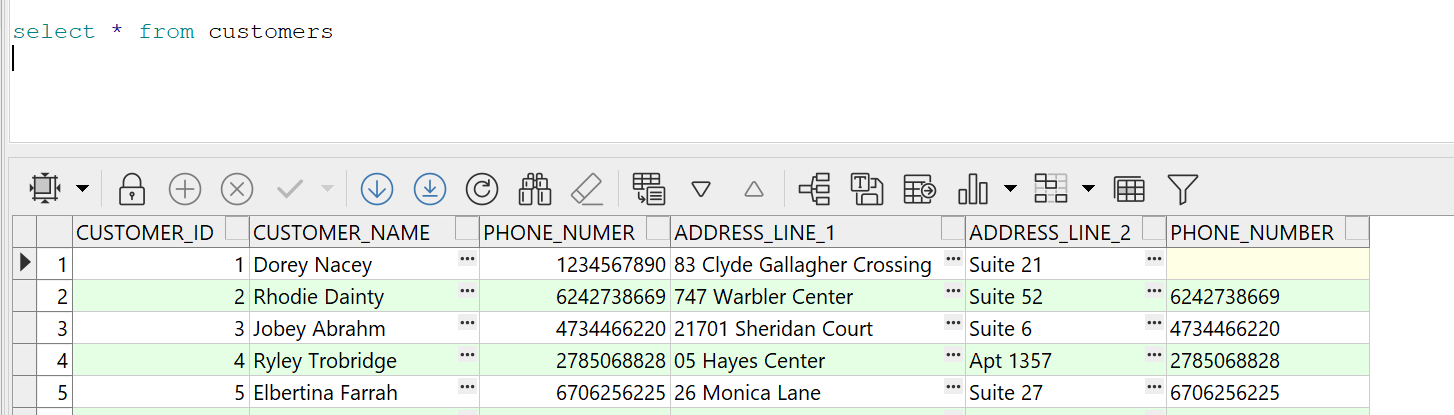 select * from customers
CUSTOMER_ID CUSTOMER_NAME PHONE_NUMER ADDRESS_LINE_1 ADDRESS_LINE_2 PHONE_NUMBER
1 1 Dorey Nacey ... 1234567890 83 Clyde Gallagher Crossing ... Suite 21 ...
2 2 Rhodie Dainty ... 6242738669 747 Warbler Center ... Suite 52 ... 6242738669
3 3 Jobey Abrahm ... 4734466220 21701 Sheridan Court ... Suite 6 ... 4734466220
4 4 Ryley Trobridge ... 2785068828 05 Hayes Center ... Apt 1357 ... 2785068828
5 5 Elbertina Farrah ... 6706256225 26 Monica Lane ... Suite 27 ... 6706256225